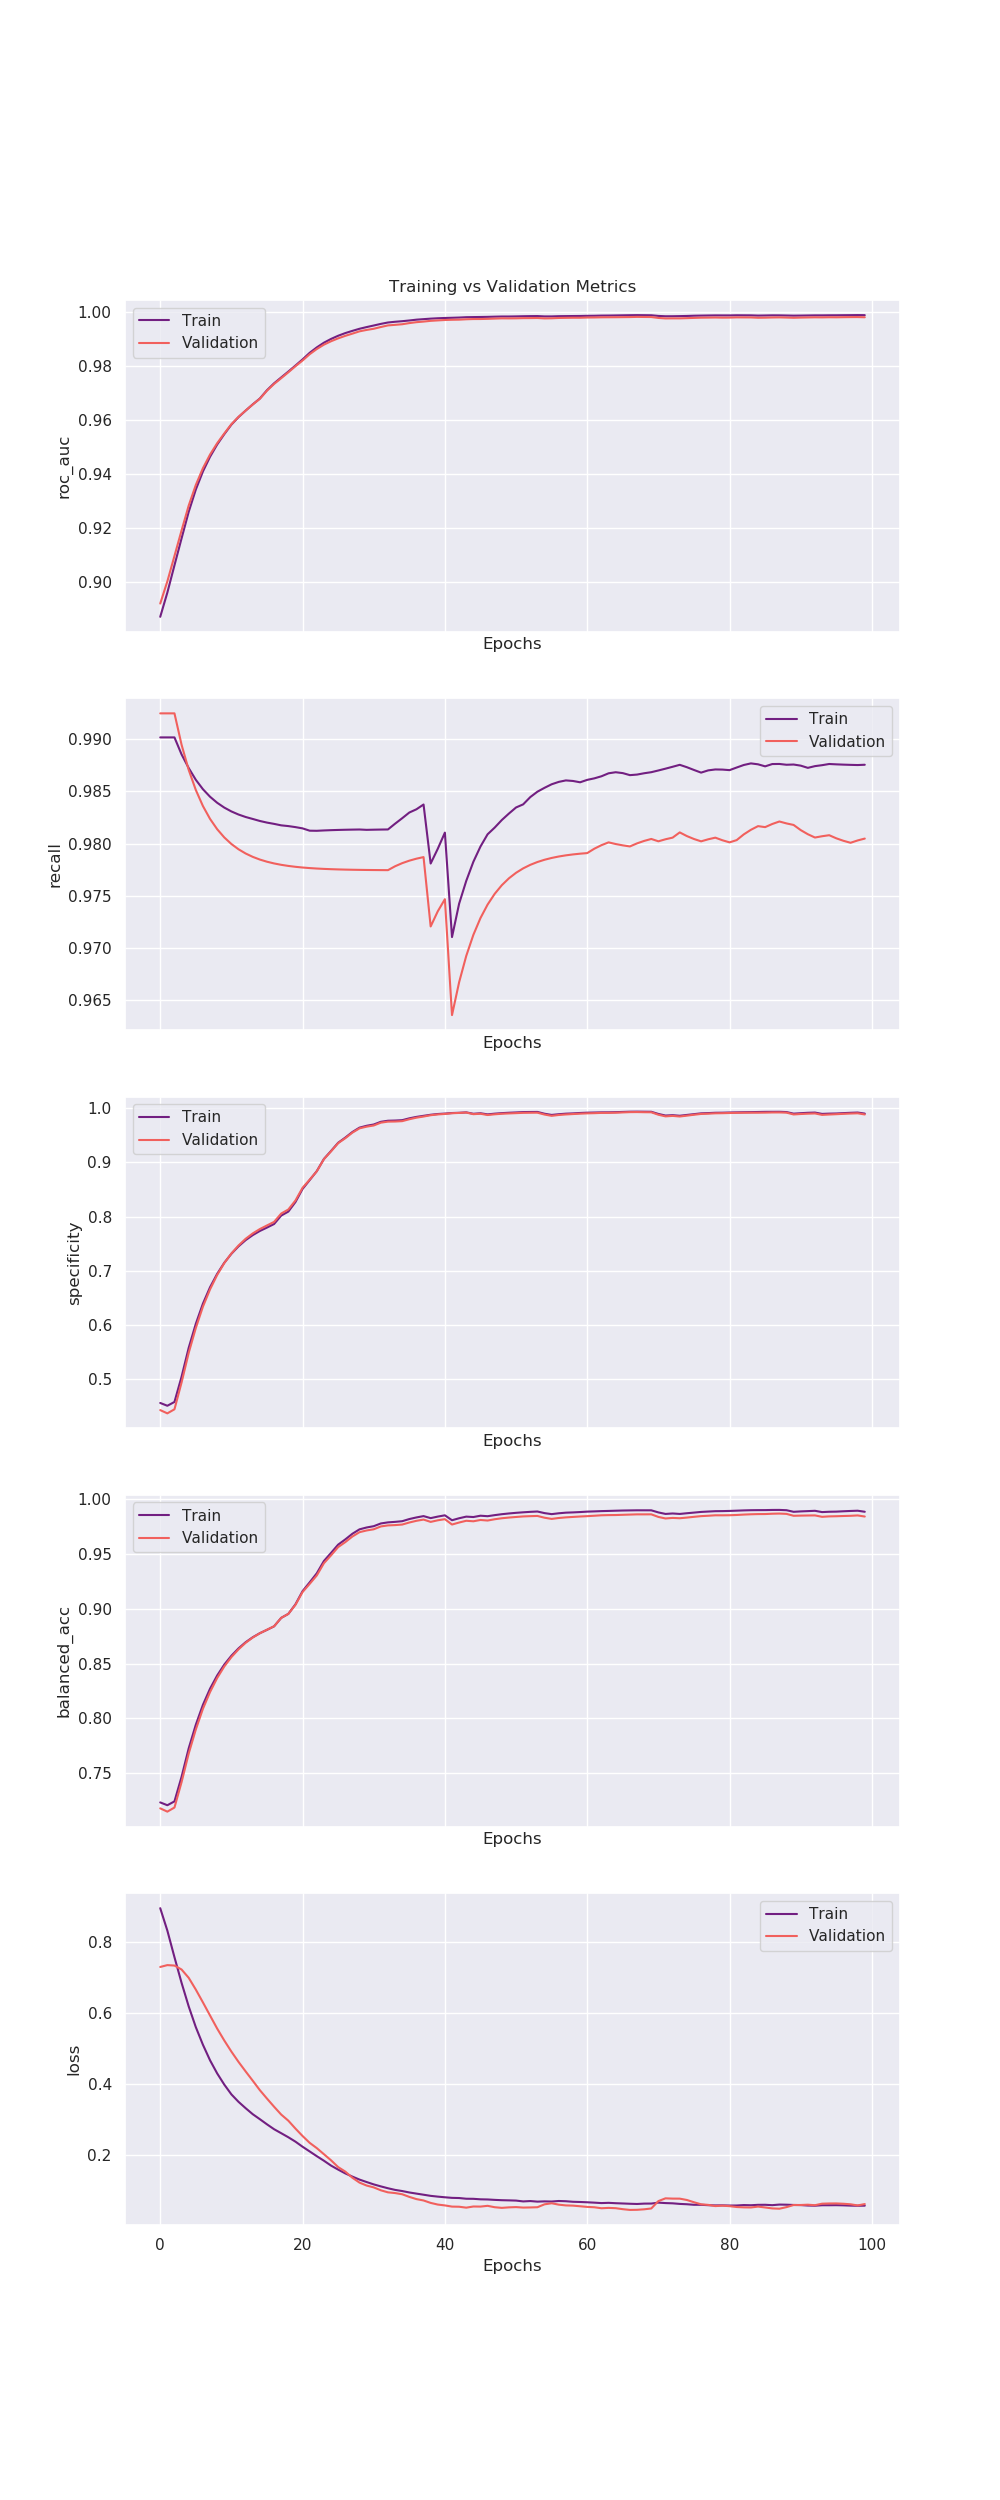 Training vs Validation Metrics
1.00
0.98
0.96
0.94
0.92
0.90
roc_auc
Train
Validation
Epochs
0.990
0.985
0.980
0.975
0.970
0.965
recall
Train
Validation
Epochs
1.0
0.9
0.8
0.7
0.6
0.5
specificity
Train
Validation
Epochs
1.00
0.95
0.90
0.85
0.80
0.75
balanced_acc
Train
Validation
Epochs
0.8
0.6
0.4
0.2
loss
Train
Validation
0 20 40 60 80 100
Epochs